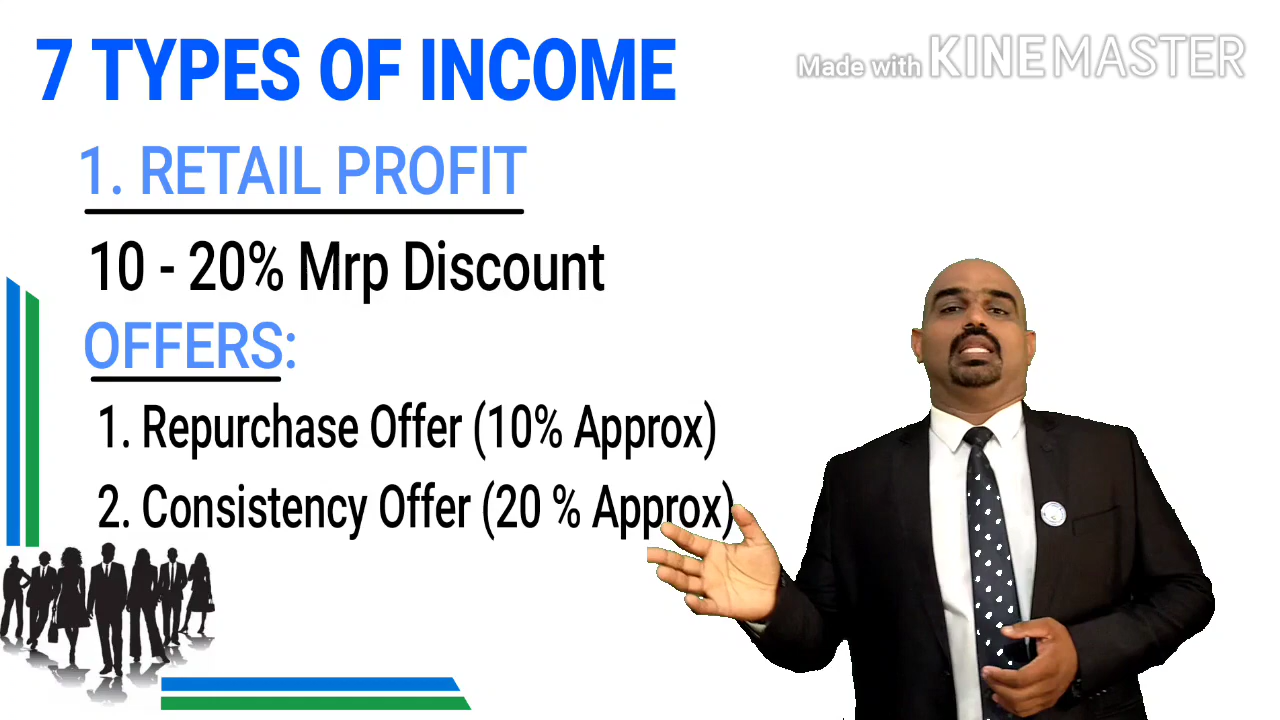 7 TYPES OF INCOME
Made with KINEMASTER
1. RETAIL PROFIT
10 - 20% Mrp Discount
OFFERS:
1. Repurchase Offer (10% Approx)
2. Consistency Offer (20 % Approx)